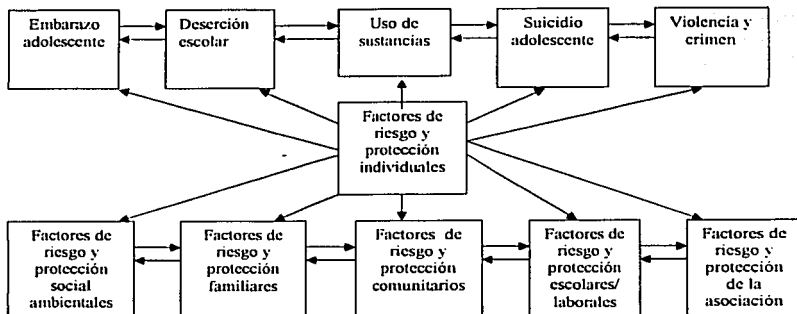 Embarazo
adolescente
Deserción
escolar
Uso de
sustancias
Suicidio
adolescente
Violencia y
crimen
Factores de
riesgo y
protección
individuales
Factores de
riesgo y
protección
social
ambientales
Factores de
riesgo y
protección
familiares
Factores de
riesgo y
protección
comunitarios
Factores de
riesgo y
protección
escolares/
laborales
Factores de
riesgo y
protección
de la
asociación